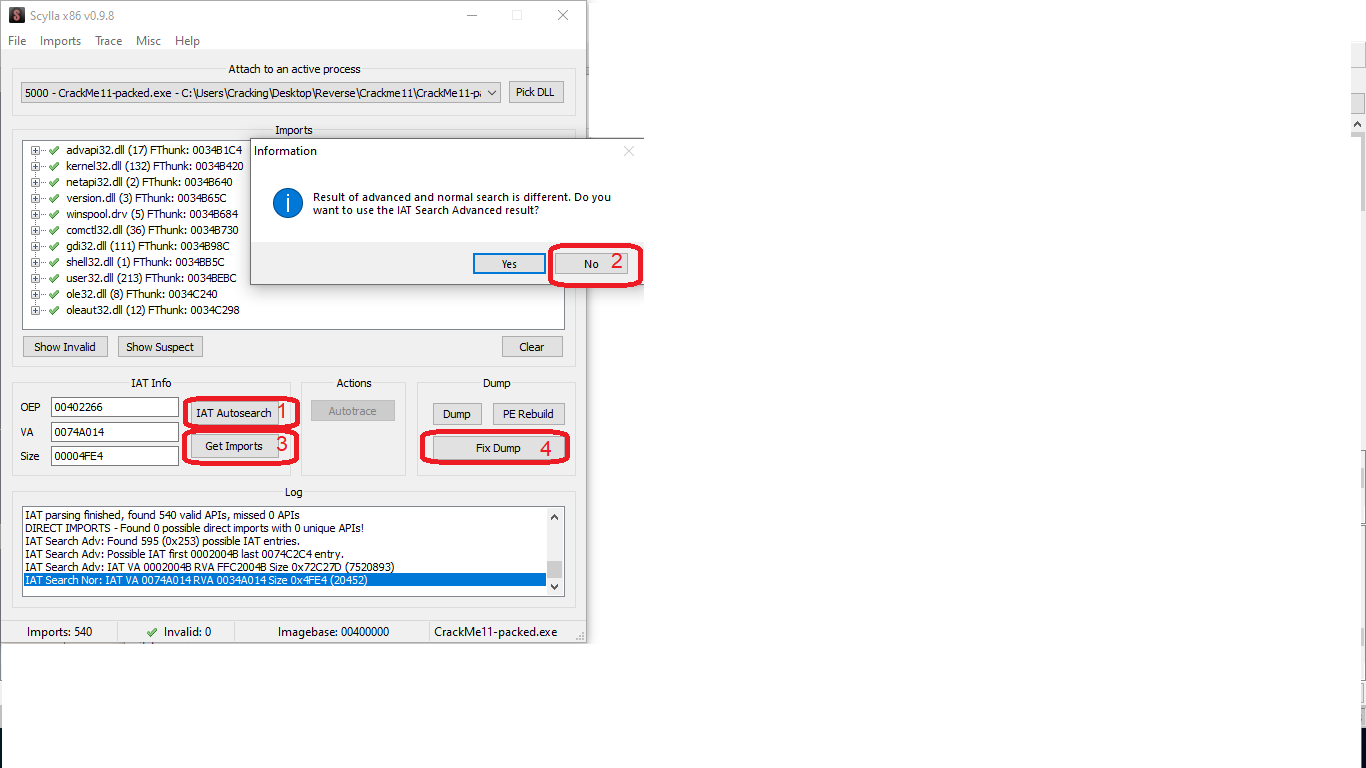 Scylla x86 v0.9.8
File Imports Trace Misc Help
Attach to an active process
5000 - CrackMe11-packed.exe - C:\Users\Cracking\Desktop\Reverse\Crackme11\CrackMe11-p
Pick DLL
Imports
advapi32.dll (17) FThunk: 0034B1C4
kernel32.dll (132) FThunk: 0034B420
netapi32.dll (2) FThunk: 0034B640
version.dll (3) FThunk: 0034B65C
winspool.drv (5) FThunk: 0034B684
comctl32.dll (36) FThunk: 0034B730
gdi32.dll (111) FThunk: 0034B98C
shell32.dll (1) FThunk: 0034BB5C
user32.dll (213) FThunk: 0034BEBC
ole32.dll (8) FThunk: 0034C240
oleaut32.dll (12) FThunk: 0034C298
Information
Result of advanced and normal search is different. Do you
want to use the IAT Search Advanced result?
Yes No 2
Show Invalid Show Suspect Clear
IAT Info Actions Dump
OEP 00402266 IAT Autosearch 1 Autotrace Dump PE Rebuild
VA 0074A014 Get Imports 3 Fix Dump 4
Size 00004FE4
Log
IAT parsing finished, found 540 valid APIs, missed 0 APIs
DIRECT IMPORTS - Found 0 possible direct imports with 0 unique APIs!
IAT Search Adv: Found 595 (0x253) possible IAT entries.
IAT Search Adv: Possible IAT first 0002004B last 0074C2C4 entry.
IAT Search Adv: IAT VA 0002004B RVA FFC2004B Size 0x72C27D (7520893)
IAT Search Nor: IAT VA 0074A014 RVA 0034A014 Size 0x4FE4 (20452)
Imports: 540 Invalid: 0 Imagebase: 00400000 CrackMe11-packed.exe